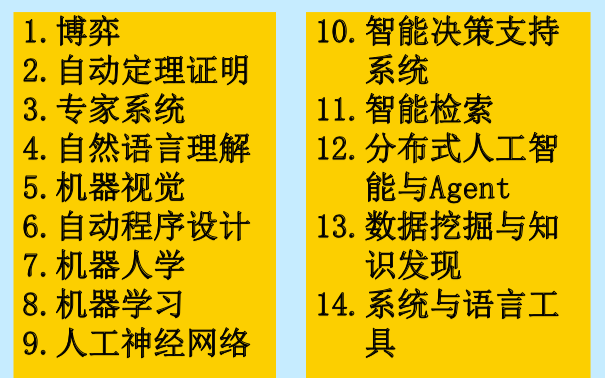 1.博弈
2.自动定理证明
3.专家系统
4.自然语言理解
5.机器视觉
6.自动程序设计
7.机器人学
8.机器学习
9.人工神经网络
10.智能决策支持
系统
11.智能检索
12.分布式人工智
能与Agent
13.数据挖掘与知
识发现
14.系统与语言工
具